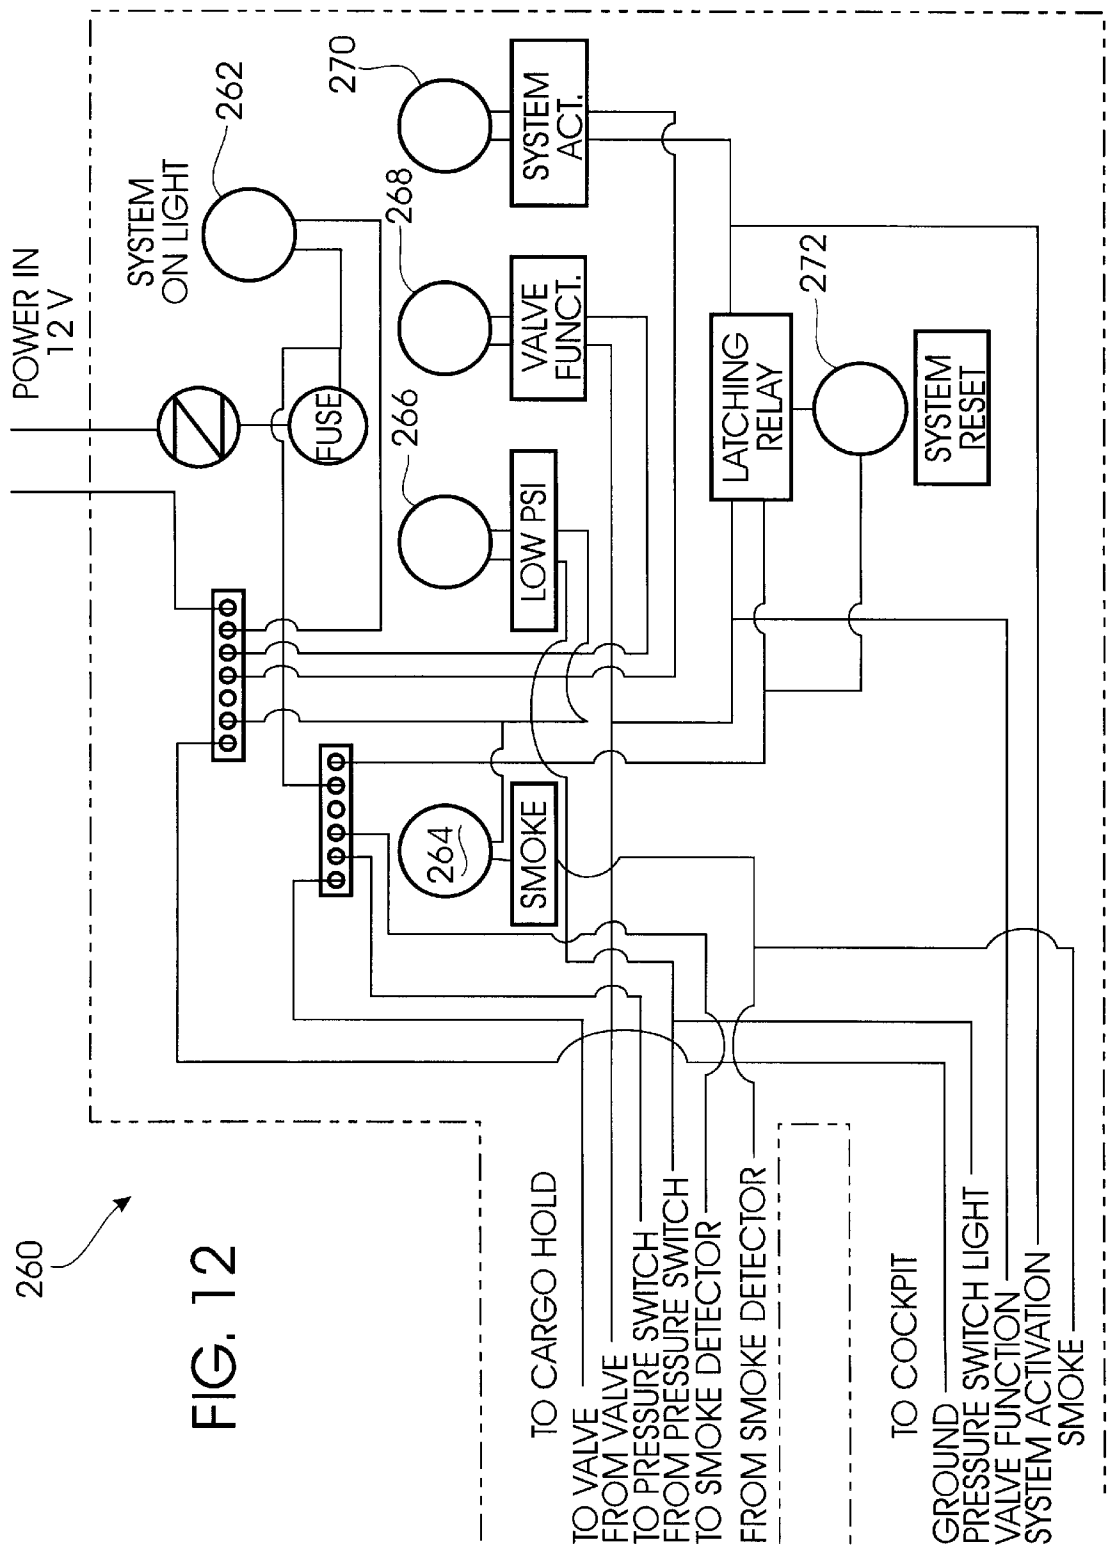 260
FIG. 12
POWER IN
12 V
SYSTEM
ON LIGHT
262
FUSE
264
SMOKE
266
LOW PSI
268
VALVE
FUNCT.
270
SYSTEM
ACT.
LATCHING
RELAY
272
SYSTEM
RESET
TO CARGO HOLD
TO VALVE
FROM VALVE
TO PRESSURE SWITCH
FROM PRESSURE SWITCH
TO SMOKE DETECTOR
FROM SMOKE DETECTOR
TO COCKPIT
GROUND
PRESSURE SWITCH LIGHT
VALVE FUNCTION
SYSTEM ACTIVATION
SMOKE